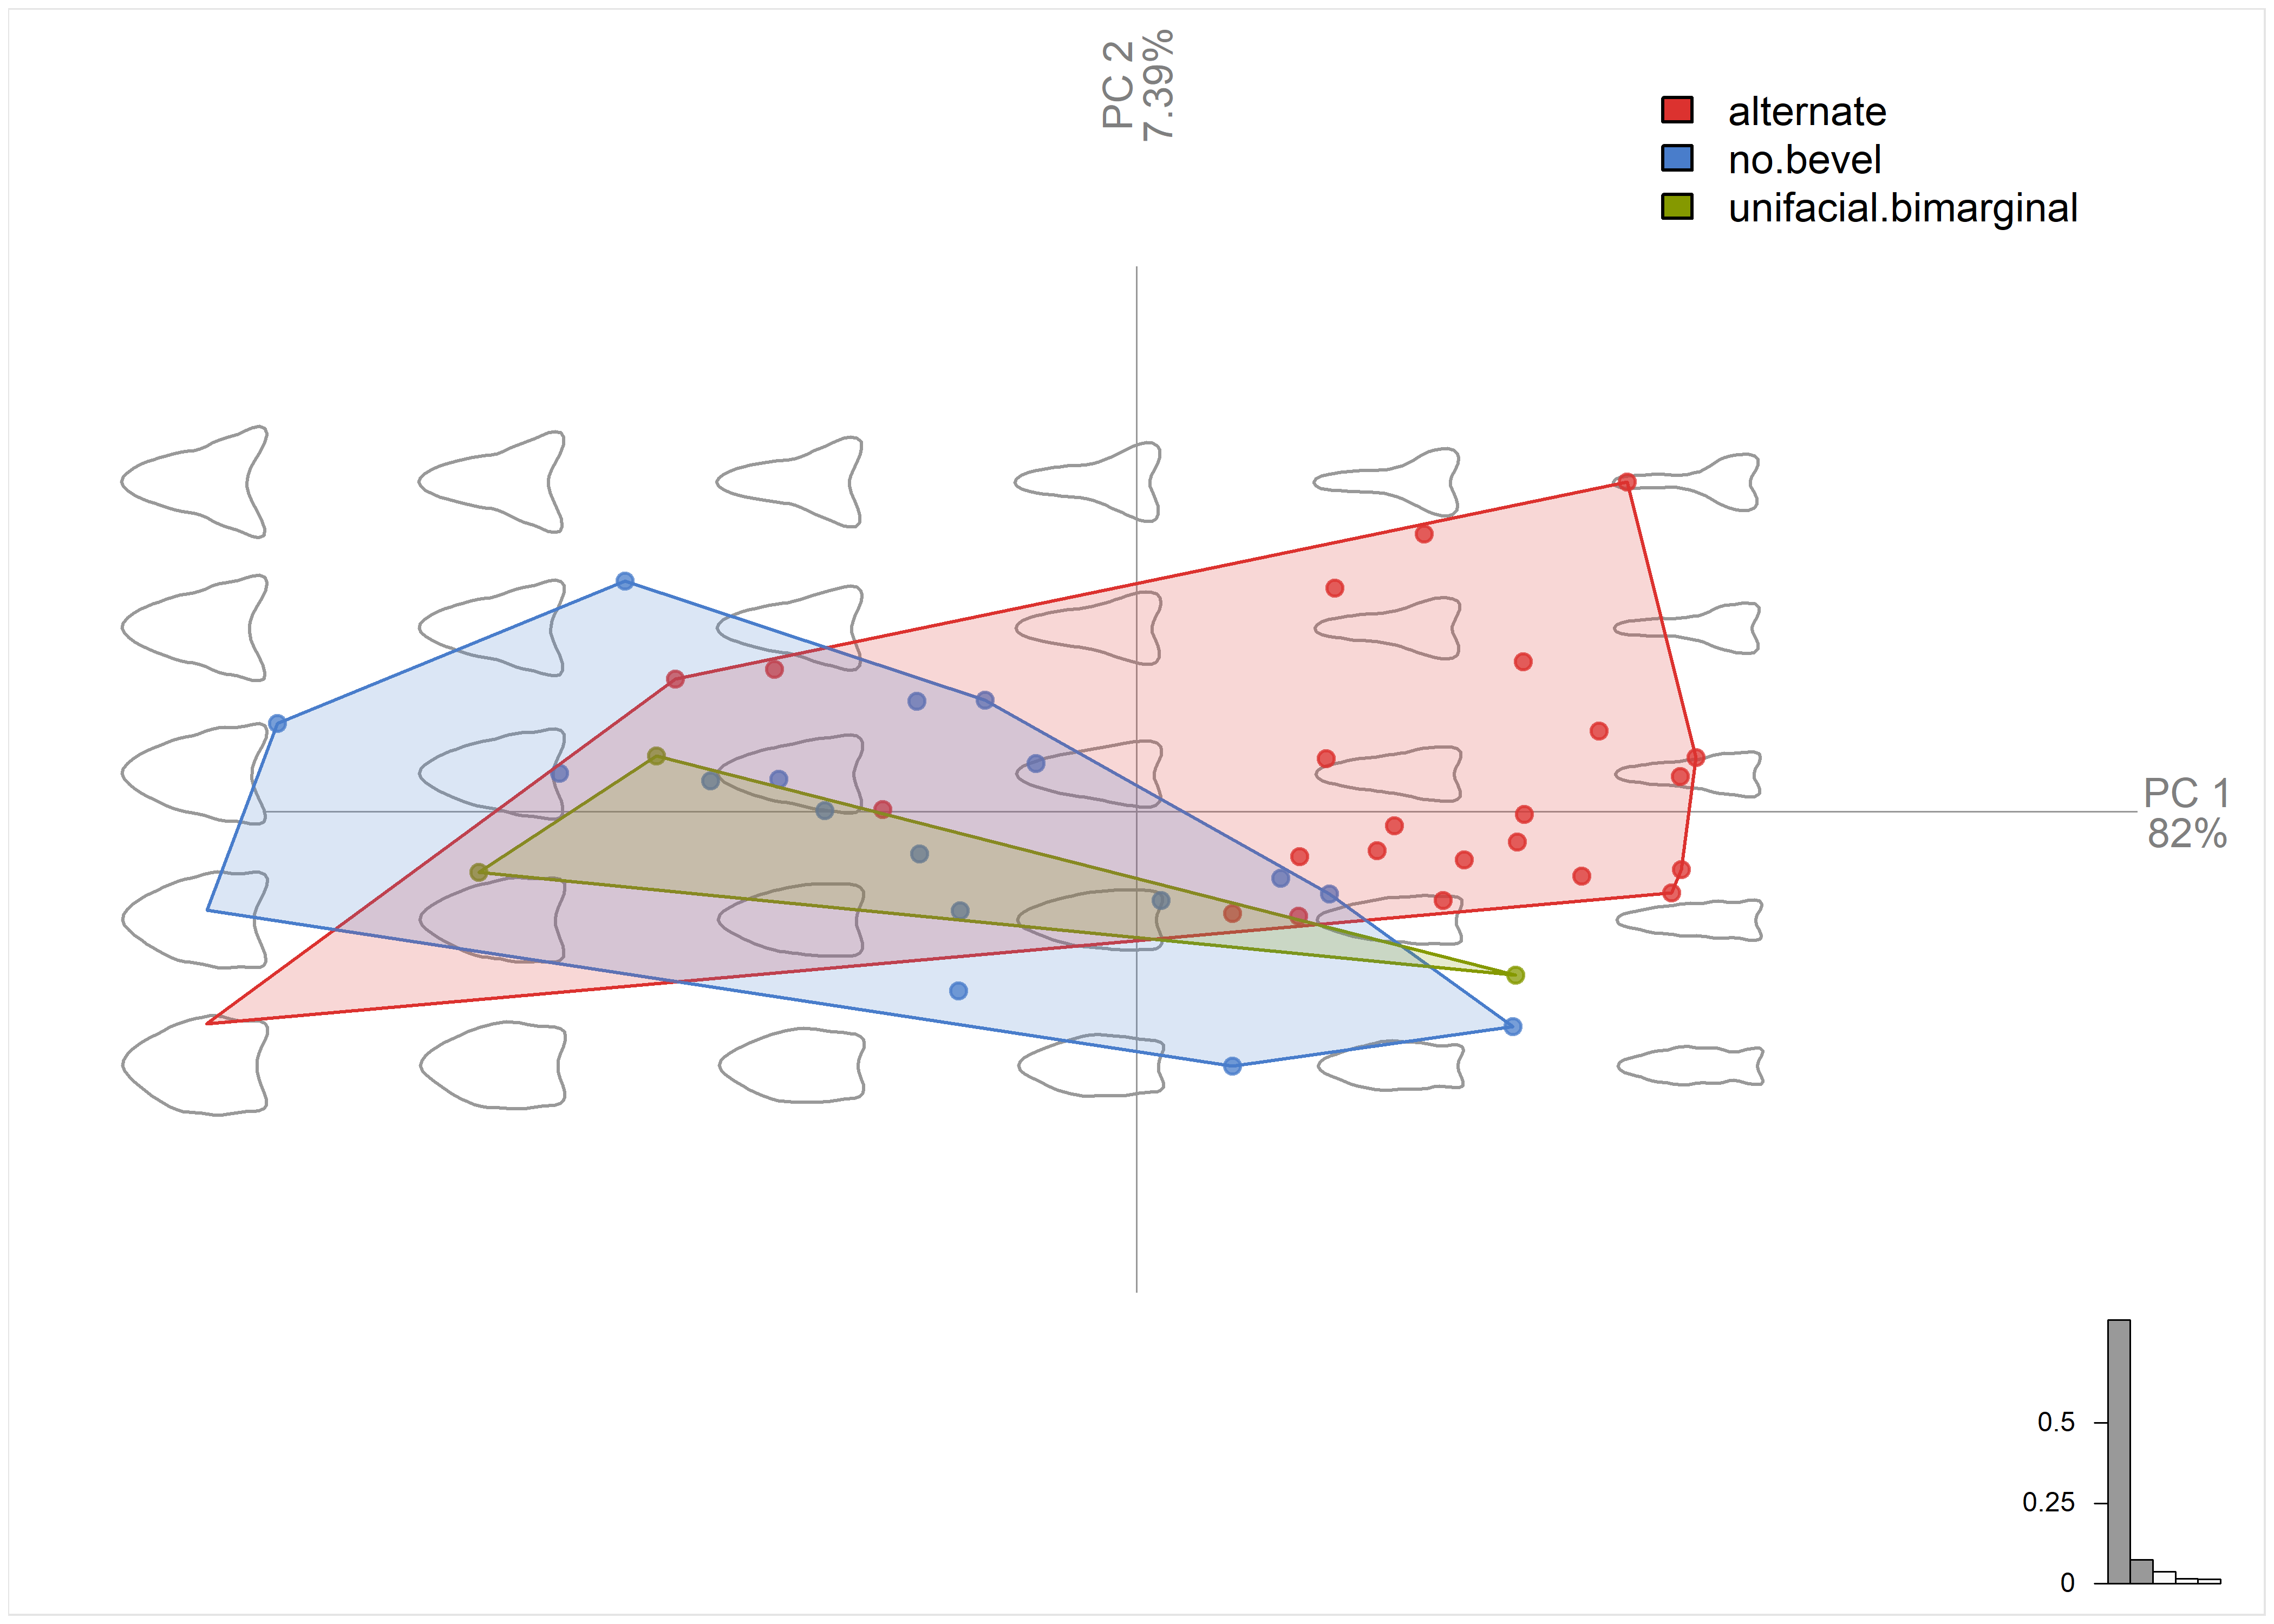 PC 2
7.39%
alternate
no.bevel
unifacial.bimarginal
PC 1
82%
0.5
0.25
0